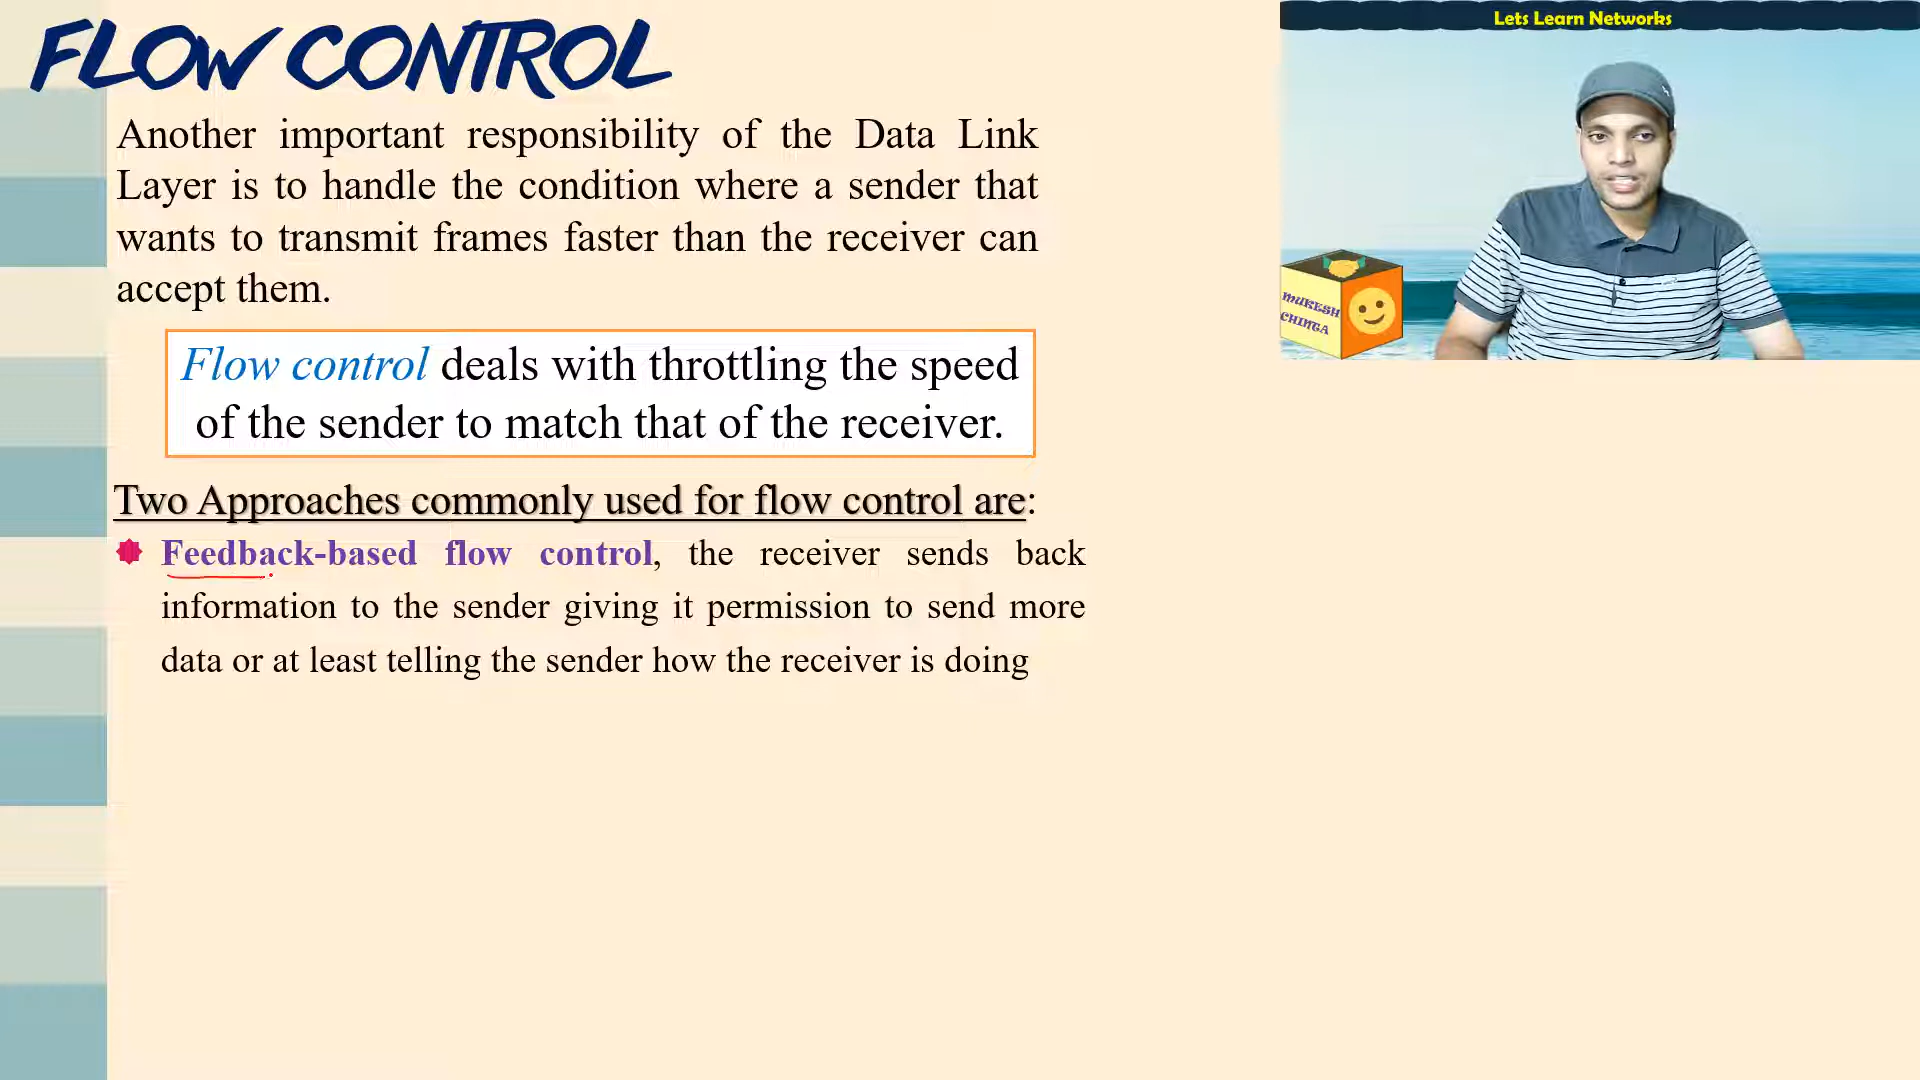 FLOW CONTROL
Lets Learn Networks
Another important responsibility of the Data Link
Layer is to handle the condition where a sender that
wants to transmit frames faster than the receiver can
accept them.
MUKESH
CHINTA
Flow control deals with throttling the speed
of the sender to match that of the receiver.
Two Approaches commonly used for flow control are:
Feedback-based flow control, the receiver sends back
information to the sender giving it permission to send more
data or at least telling the sender how the receiver is doing